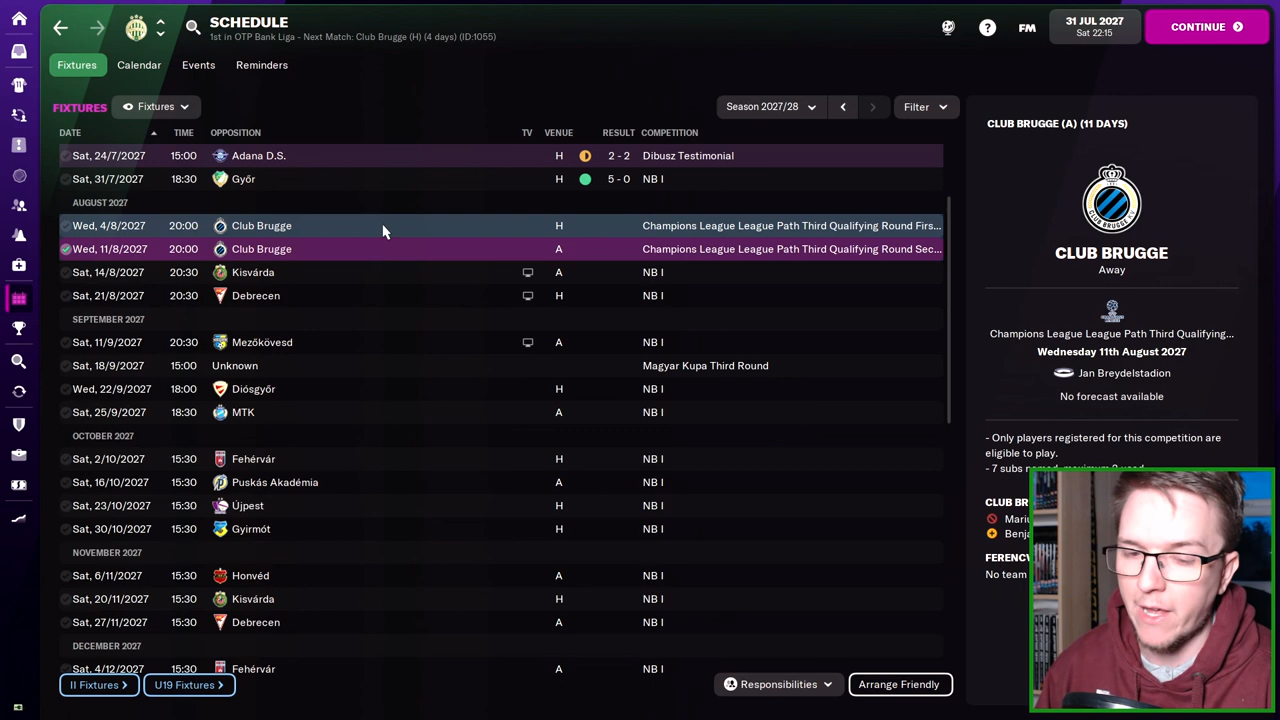 SCHEDULE
1st in OTP Bank Liga - Next Match: Club Brugge (H) (4 days) (ID:1055)
FM
31 JUL 2027
Sat 22:15
CONTINUE
Fixtures
Calendar
Events
Reminders
FIXTURES
Fixtures
Season 2027/28
Filter
DATE TIME OPPOSITION TV VENUE RESULT COMPETITION
Sat, 24/7/2027 15:00 Adana D.S. H 2 - 2 Dibusz Testimonial
Sat, 31/7/2027 18:30 Győr H 5 - 0 NB I
AUGUST 2027
Wed, 4/8/2027 20:00 Club Brugge H Champions League League Path Third Qualifying Round Firs...
Wed, 11/8/2027 20:00 Club Brugge A Champions League League Path Third Qualifying Round Sec...
Sat, 14/8/2027 20:30 Kisvárda A NB I
Sat, 21/8/2027 20:30 Debrecen H NB I
SEPTEMBER 2027
Sat, 11/9/2027 20:30 Mezőkövesd A NB I
Sat, 18/9/2027 15:00 Unknown Magyar Kupa Third Round
Wed, 22/9/2027 18:00 Diósgyőr H NB I
Sat, 25/9/2027 18:30 MTK A NB I
OCTOBER 2027
Sat, 2/10/2027 15:30 Fehérvár H NB I
Sat, 16/10/2027 15:30 Puskás Akadémia A NB I
Sat, 23/10/2027 15:30 Újpest H NB I
Sat, 30/10/2027 15:30 Gyirmót H NB I
NOVEMBER 2027
Sat, 6/11/2027 15:30 Honvéd A NB I
Sat, 20/11/2027 15:30 Kisvárda H NB I
Sat, 27/11/2027 15:30 Debrecen A NB I
DECEMBER 2027
Sat, 4/12/2027 15:30 Fehérvár A NB I
II Fixtures
U19 Fixtures
Responsibilities
Arrange Friendly
CLUB BRUGGE (A) (11 DAYS)
CLUB BRUGGE
Away
Champions League League Path Third Qualifying...
Wednesday 11th August 2027
Jan Breydelstadion
No forecast available
- Only players registered for this competition are
eligible to play.
- 7 subs named, maximum
CLUB BR
Mariu
Benja
FERENCV
No team